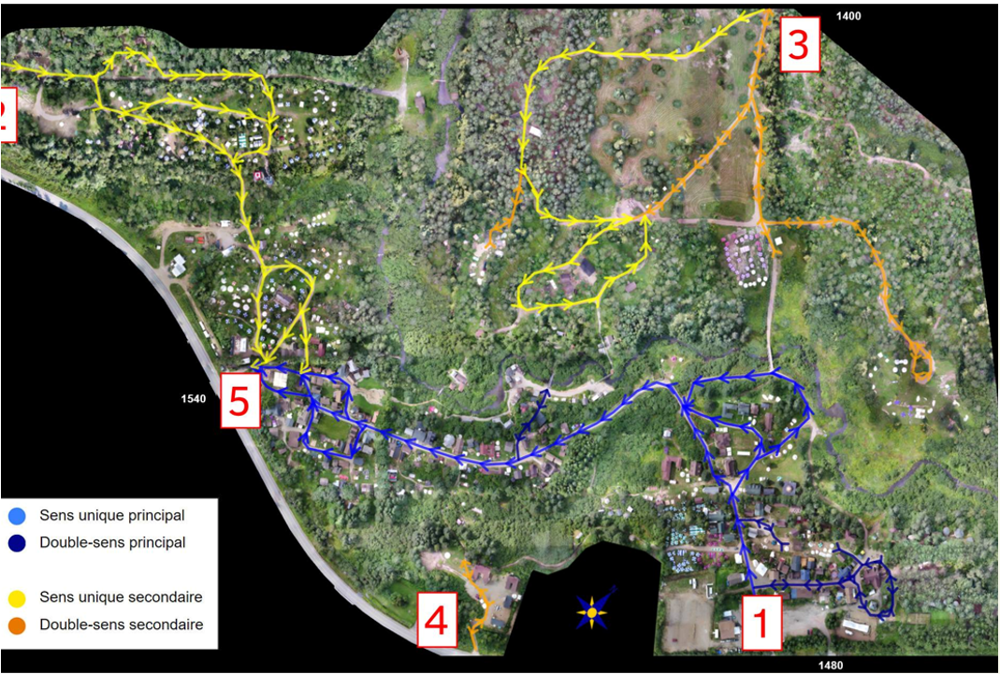 1400
3
2
1540
5
Sens unique principal
Double-sens principal
Sens unique secondaire
Double-sens secondaire
4
1
1480